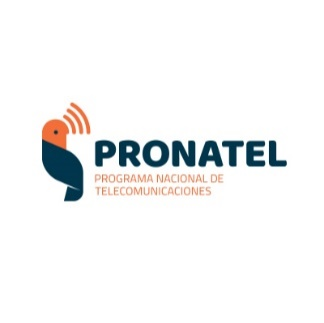 PRONATEL
PROGRAMA NACIONAL DE
TELECOMUNICACIONES